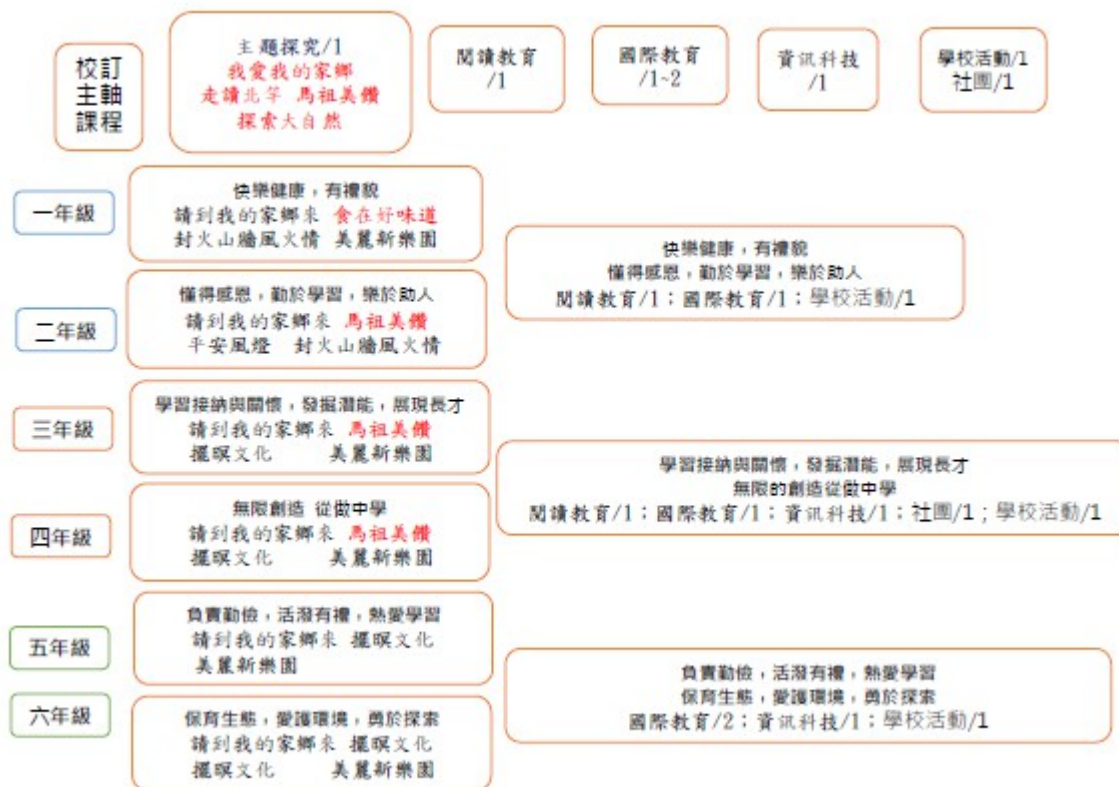 校訂
主軸
課程
主題探究/1
我愛我的家鄉
走讀北竿 馬祖美饡
探索大自然
閱讀教育
/1
國際教育
/1~2
資訊科技
/1
學校活動/1
社團/1
一年級
快樂健康，有禮貌
請到我的家鄉來 食在好味道
封火山牆風火情 美麗新樂園
二年級
懂得感恩，勤於學習，樂於助人
請到我的家鄉來 馬祖美饡
平安風燈 封火山牆風火情
快樂健康，有禮貌
懂得感恩，勤於學習，樂於助人
閱讀教育/1；國際教育/1；學校活動/1
三年級
學習接納與關懷，發掘潛能，展現長才
請到我的家鄉來 馬祖美饡
擺暝文化 美麗新樂園
四年級
無限創造 從做中學
請到我的家鄉來 馬祖美饡
擺暝文化 美麗新樂園
學習接納與關懷，發掘潛能，展現長才
無限的創造從做中學
閱讀教育/1；國際教育/1；資訊科技/1；社團/1；學校活動/1
五年級
負責勤儉，活潑有禮，熱愛學習
請到我的家鄉來 擺暝文化
美麗新樂園
六年級
保育生態，愛護環境，勇於探索
請到我的家鄉來 擺暝文化
擺暝文化 美麗新樂園
負責勤儉，活潑有禮，熱愛學習
保育生態，愛護環境，勇於探索
國際教育/2；資訊科技/1；學校活動/1